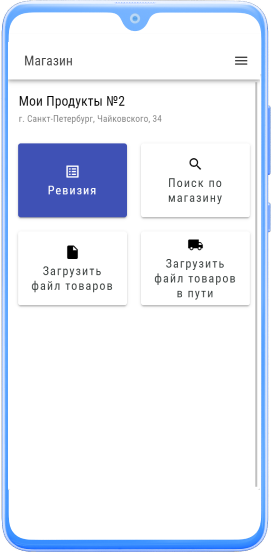 Магазин
Мои Продукты №2
г. Санкт-Петербург, Чайковского, 34
Ревизия
Поиск по
магазину
Загрузить
файл товаров
Загрузить
файл товаров
в пути